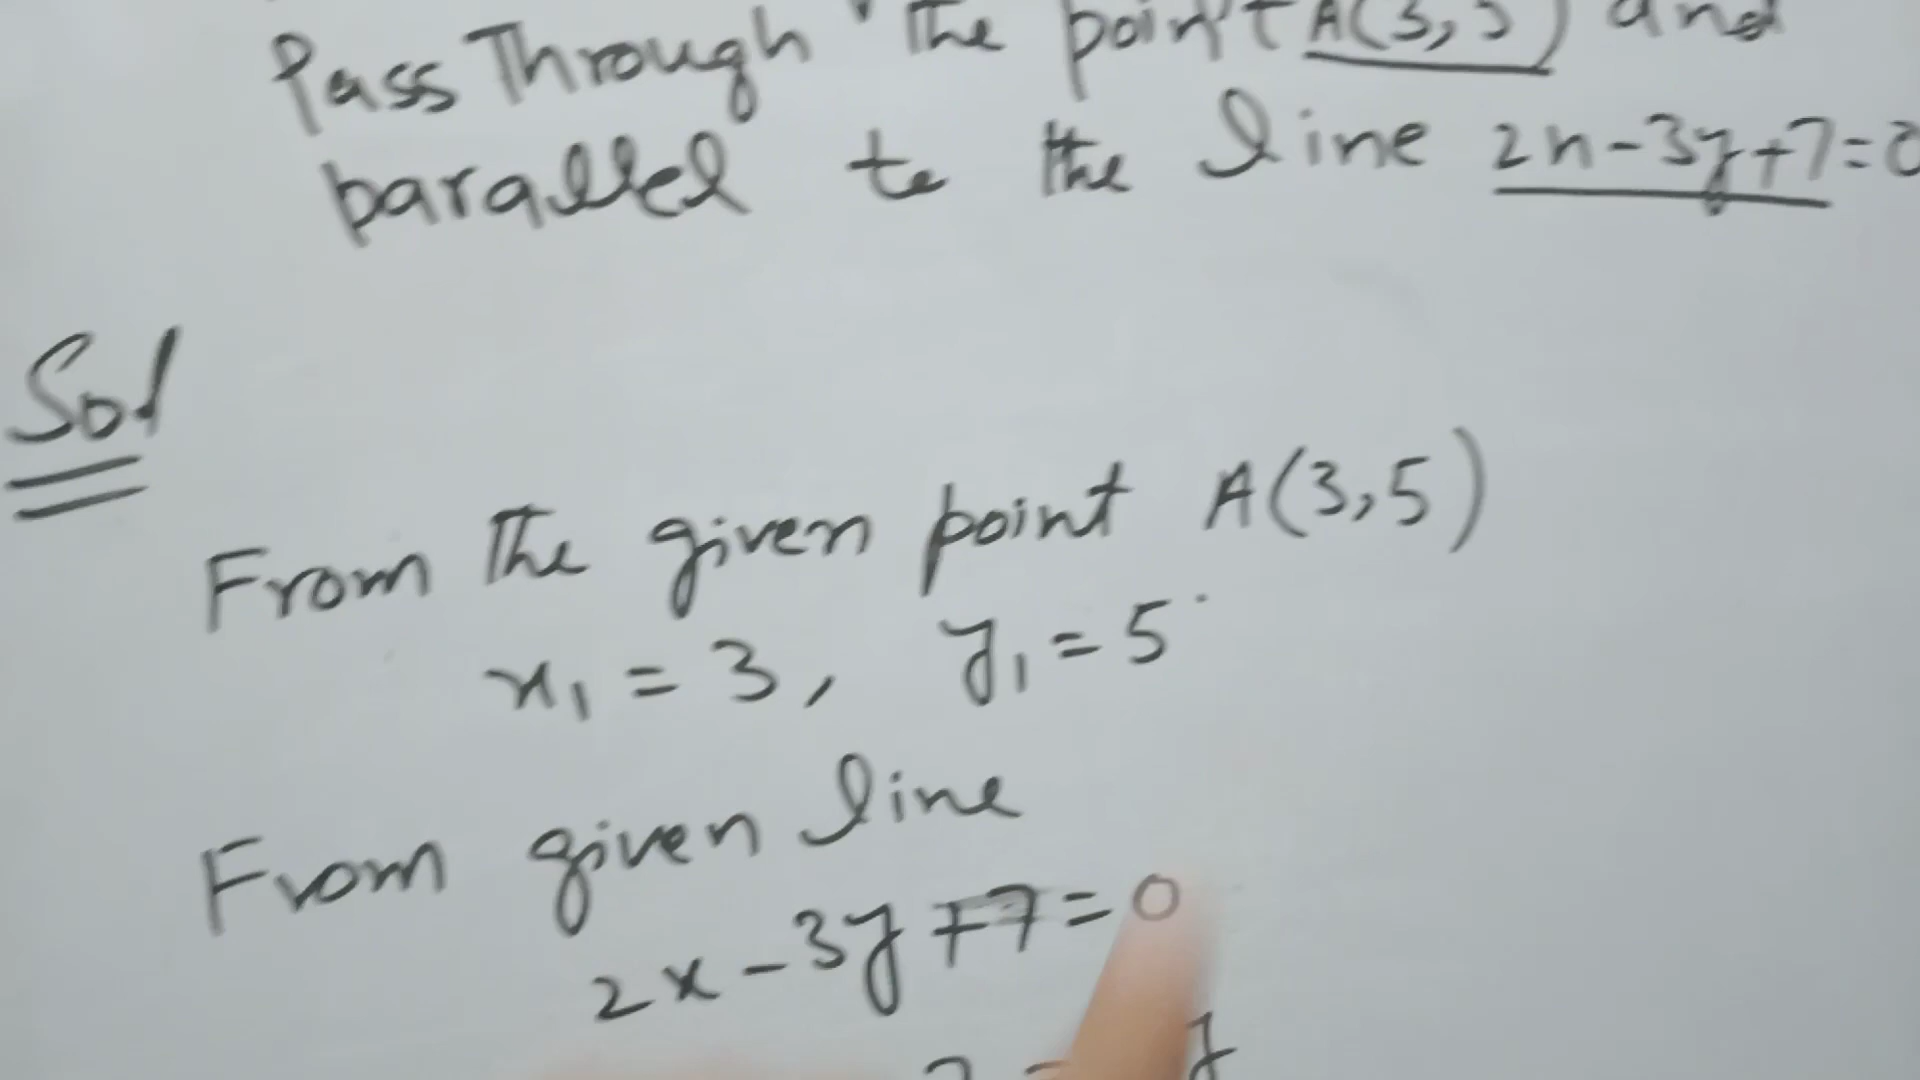 Pass Through the point A(3,5) and
parallel to the line 2x-3y+7=0
Sol
From The given point A(3,5)
x₁ = 3, y₁ = 5
From given line
2x-3y+7=0